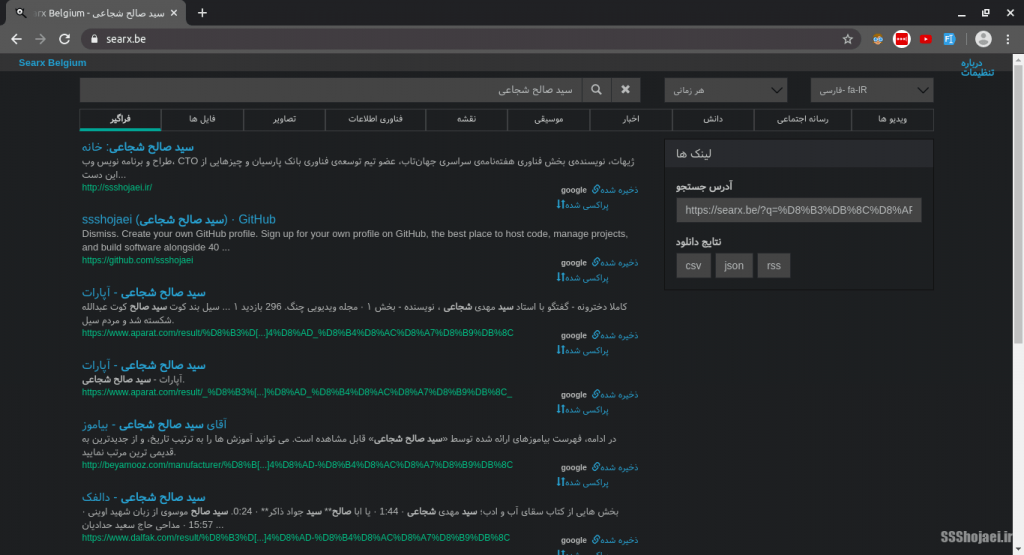 Searx Belgium - سید صالح شجاعی
searx.be
Searx Belgium
درباره
تنظیمات
سید صالح شجاعی
هر زمانی
فارسی- fa-IR
فراگیر
فایل ها
تصاویر
فناوری اطلاعات
نقشه
موسیقی
اخبار
دانش
رسانه اجتماعی
ویدیو ها
سید صالح شجاعی: خانه
ژیهات، نویسنده‌ی بخش فناوری هفته‌نامه‌ی سراسری جهان‌تاب، عضو تیم توسعه‌ی فناوری بانک پارسیان و چیزهایی از CTO ،طراح و برنامه نویس وب
این دست...
http://ssshojaei.ir/
google ذخیره شده
پراکسی شده
ssshojaei (سید صالح شجاعی) · GitHub
Dismiss. Create your own GitHub profile. Sign up for your own profile on GitHub, the best place to host code, manage projects,
and build software alongside 40 ...
https://github.com/ssshojaei
google ذخیره شده
پراکسی شده
سید صالح شجاعی - آپارات
کاملا دخترونه - گفتگو با استاد سید مهدی شجاعی ، نویسنده - بخش ۱ · مجله ویدیویی چنگ. 296 بازدید ۱ ... سیل بند کوت سید صالح کوت عبدالله
شکسته شد و مردم سیل.
https://www.aparat.com/result/%D8%B3%D[...]4%D8%AD_%D8%B4%D8%AC%D8%A7%D8%B9%DB%8C
google ذخیره شده
پراکسی شده
سید صالح شجاعی - آپارات
آپارات - سید صالح شجاعی.
https://www.aparat.com/result/_%D8%B3%[...]%D8%AD_%D8%B4%D8%AC%D8%A7%D8%B9%DB%8C_
google ذخیره شده
پراکسی شده
آقای سید صالح شجاعی - بیاموز
در ادامه، فهرست بیاموزهای ارائه شده توسط «سید صالح شجاعی» قابل مشاهده است. می توانید آموزش ها را به ترتیب تاریخ، و از جدیدترین به
قدیمی ترین مرتب نمایید.
http://beyamooz.com/manufacturer/%D8%B[...]4%D8%AD-%D8%B4%D8%AC%D8%A7%D8%B9%DB%8C
google ذخیره شده
پراکسی شده
سید صالح شجاعی - دالفک
بخش هایی از کتاب سقای آب و ادب؛ سید مهدی شجاعی · 1:44 · یا ابا صالح** سید جواد ذاکر** · 0:24. سید صالح موسوی از زبان شهید اوینی ·
15:57 · مداحی حاج سعید حدادیان ...
https://www.dalfak.com/result/%D8%B3%D[...]4%D8%AD-%D8%B4%D8%AC%D8%A7%D8%B9%DB%8C
google ذخیره شده
لینک ها
آدرس جستجو
https://searx.be/?q=%D8%B3%DB%8C%D8%AF
نتایج دانلود
csv
json
rss
SSShojaei.ir